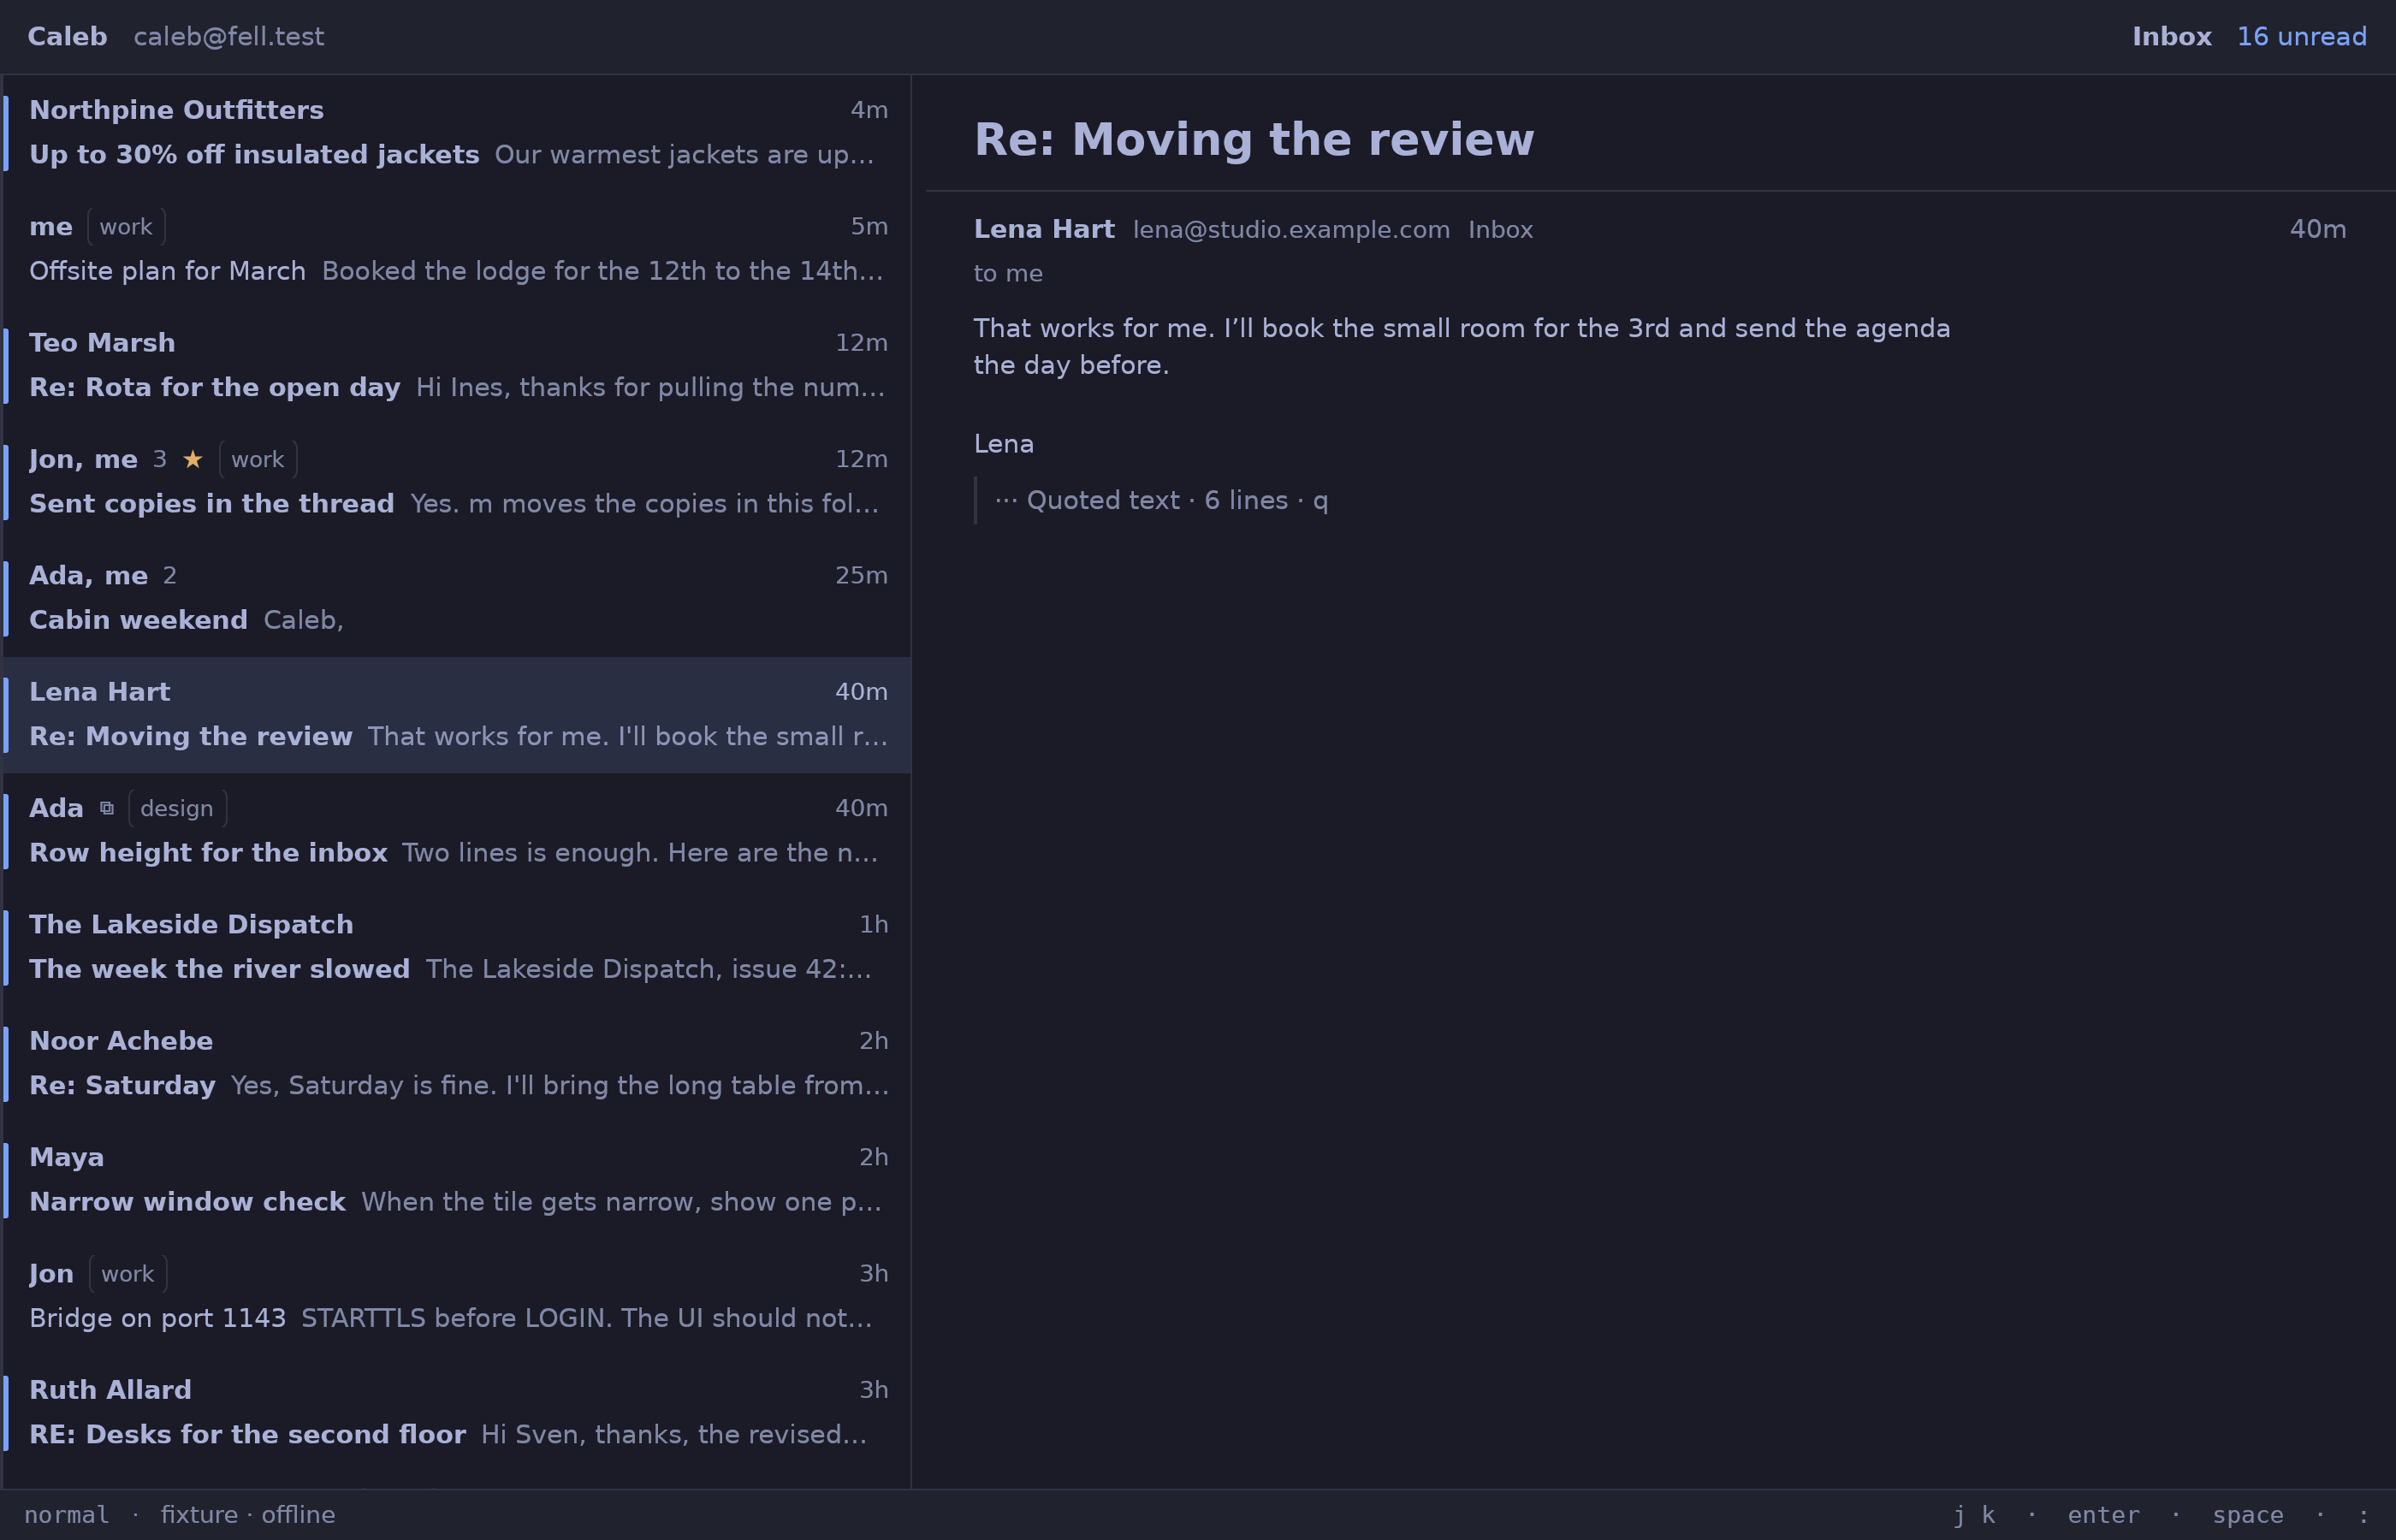 Caleb caleb@fell.test
Inbox 16 unread
Northpine Outfitters 4m
Up to 30% off insulated jackets Our warmest jackets are up…
me work 5m
Offsite plan for March Booked the lodge for the 12th to the 14th…
Teo Marsh 12m
Re: Rota for the open day Hi Ines, thanks for pulling the num…
Jon, me 3 ★ work 12m
Sent copies in the thread Yes. m moves the copies in this fol…
Ada, me 2 25m
Cabin weekend Caleb,
Lena Hart 40m
Re: Moving the review That works for me. I'll book the small r…
Ada ⧉ design 40m
Row height for the inbox Two lines is enough. Here are the n…
The Lakeside Dispatch 1h
The week the river slowed The Lakeside Dispatch, issue 42:…
Noor Achebe 2h
Re: Saturday Yes, Saturday is fine. I'll bring the long table from…
Maya 2h
Narrow window check When the tile gets narrow, show one p…
Jon work 3h
Bridge on port 1143 STARTTLS before LOGIN. The UI should not…
Ruth Allard 3h
RE: Desks for the second floor Hi Sven, thanks, the revised…
Re: Moving the review
Lena Hart lena@studio.example.com Inbox 40m
to me
That works for me. I’ll book the small room for the 3rd and send the agenda
the day before.
Lena
··· Quoted text · 6 lines · q
normal · fixture · offline
j k · enter · space · :